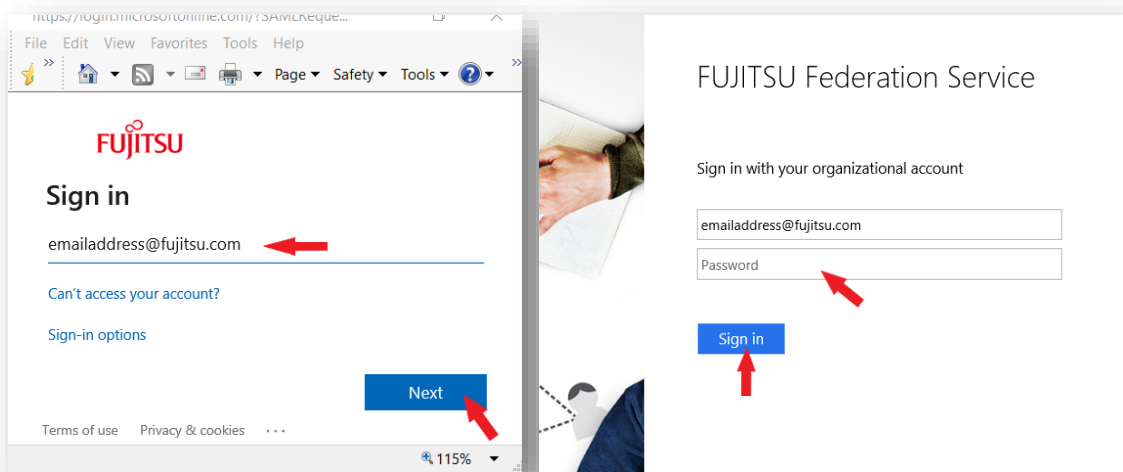 https://login.microsoftonline.com/?SAMLReque...
File Edit View Favorites Tools Help
Page Safety Tools
FUJITSU
Sign in
emailaddress@fujitsu.com
Can't access your account?
Sign-in options
Next
Terms of use Privacy & cookies ...
115%
FUJITSU Federation Service
Sign in with your organizational account
emailaddress@fujitsu.com
Password
Sign in